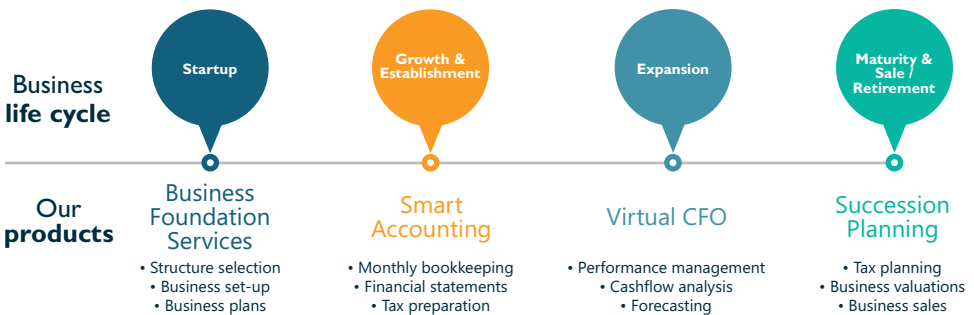 Business
life cycle
Startup
Growth &
Establishment
Expansion
Maturity &
Sale /
Retirement
Our
products
Business
Foundation
Services
• Structure selection
• Business set-up
• Business plans
Smart
Accounting
• Monthly bookkeeping
• Financial statements
• Tax preparation
Virtual CFO
• Performance management
• Cashflow analysis
• Forecasting
Succession
Planning
• Tax planning
• Business valuations
• Business sales